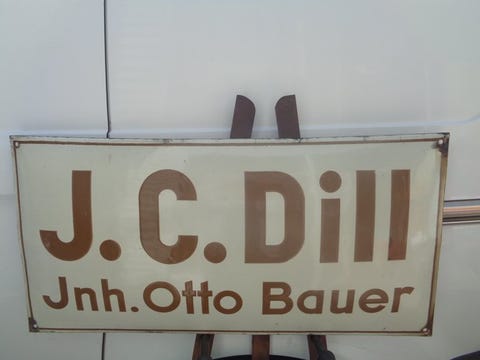 J.C.Dill
Jnh. Otto Bauer